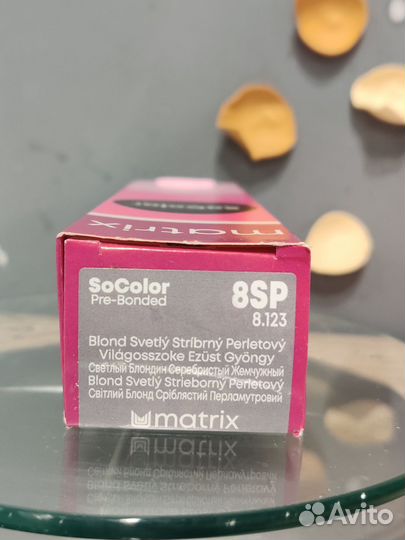 matrix
SoColor
Pre-Bonded
8SP
8.123
Blond Svetlý Stříbrný Perleťový
Világosszőke Ezüst Gyöngy
Светлый Блондин Серебристый Жемчужный
Blond Svetlý Strieborný Perleťový
Світлий Блонд Сріблястий Перламутровий
matrix
Avito